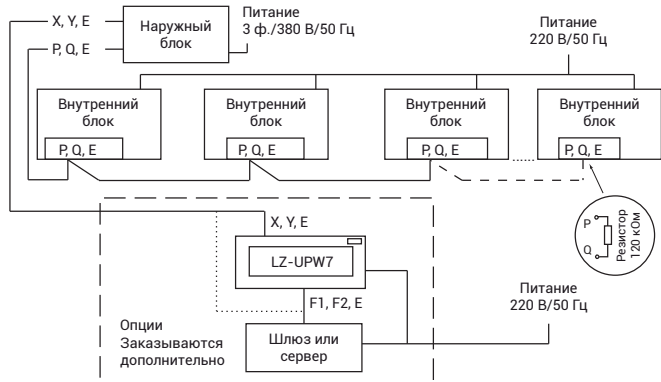 X, Y, E
P, Q, E
Наружный
блок
Питание
3 ф./380 В/50 Гц
Питание
220 В/50 Гц
Внутренний
блок
P, Q, E
Внутренний
блок
P, Q, E
Внутренний
блок
P, Q, E
Внутренний
блок
P, Q, E
P
Q
Резистор
120 кОм
X, Y, E
LZ-UPW7
F1, F2, E
Шлюз или
сервер
Опции
Заказываются
дополнительно
Питание
220 В/50 Гц